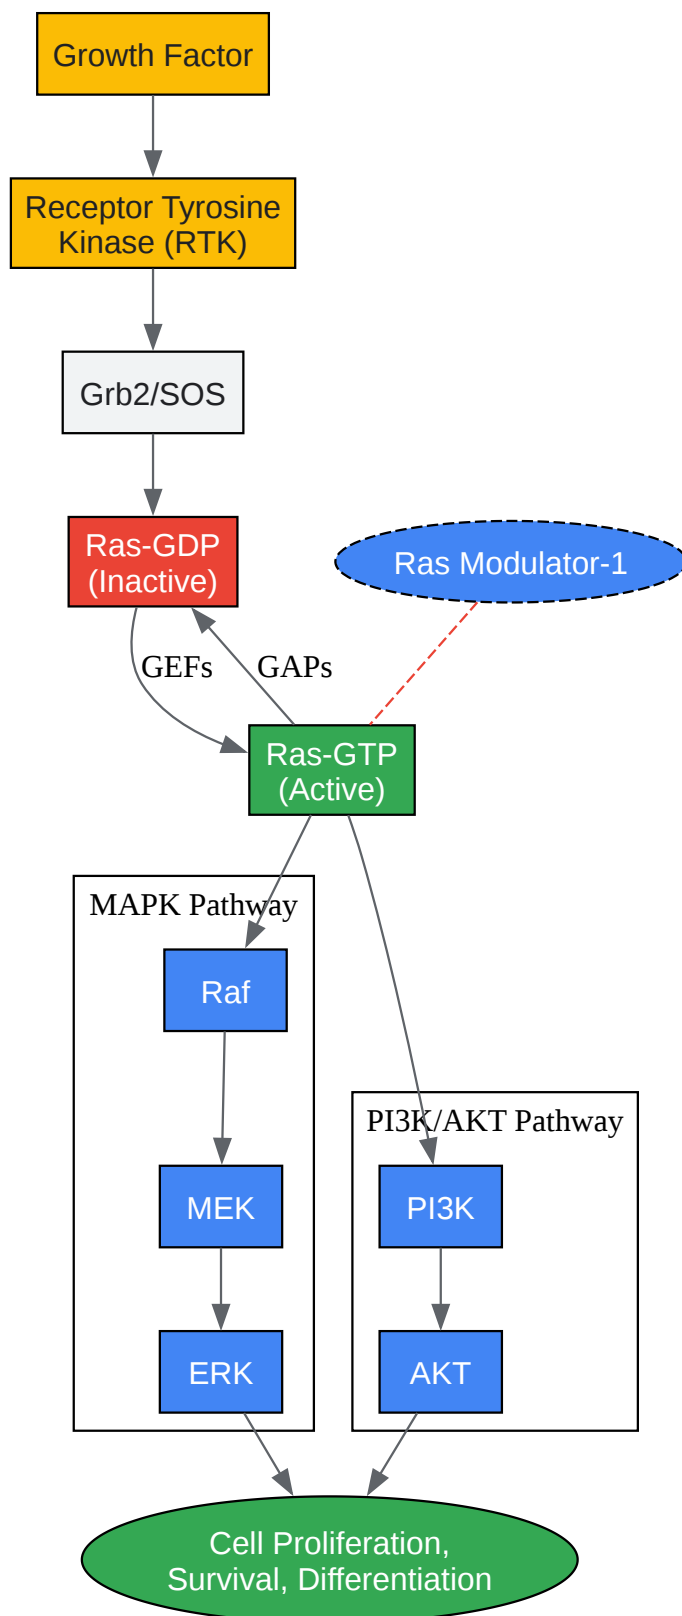 Growth Factor
Receptor Tyrosine
Kinase (RTK)
Grb2/SOS
Ras-GDP
(Inactive)
Ras Modulator-1
GEFs
GAPs
Ras-GTP
(Active)
MAPK Pathway
Raf
PI3K/AKT Pathway
MEK
PI3K
ERK
AKT
Cell Proliferation,
Survival, Differentiation